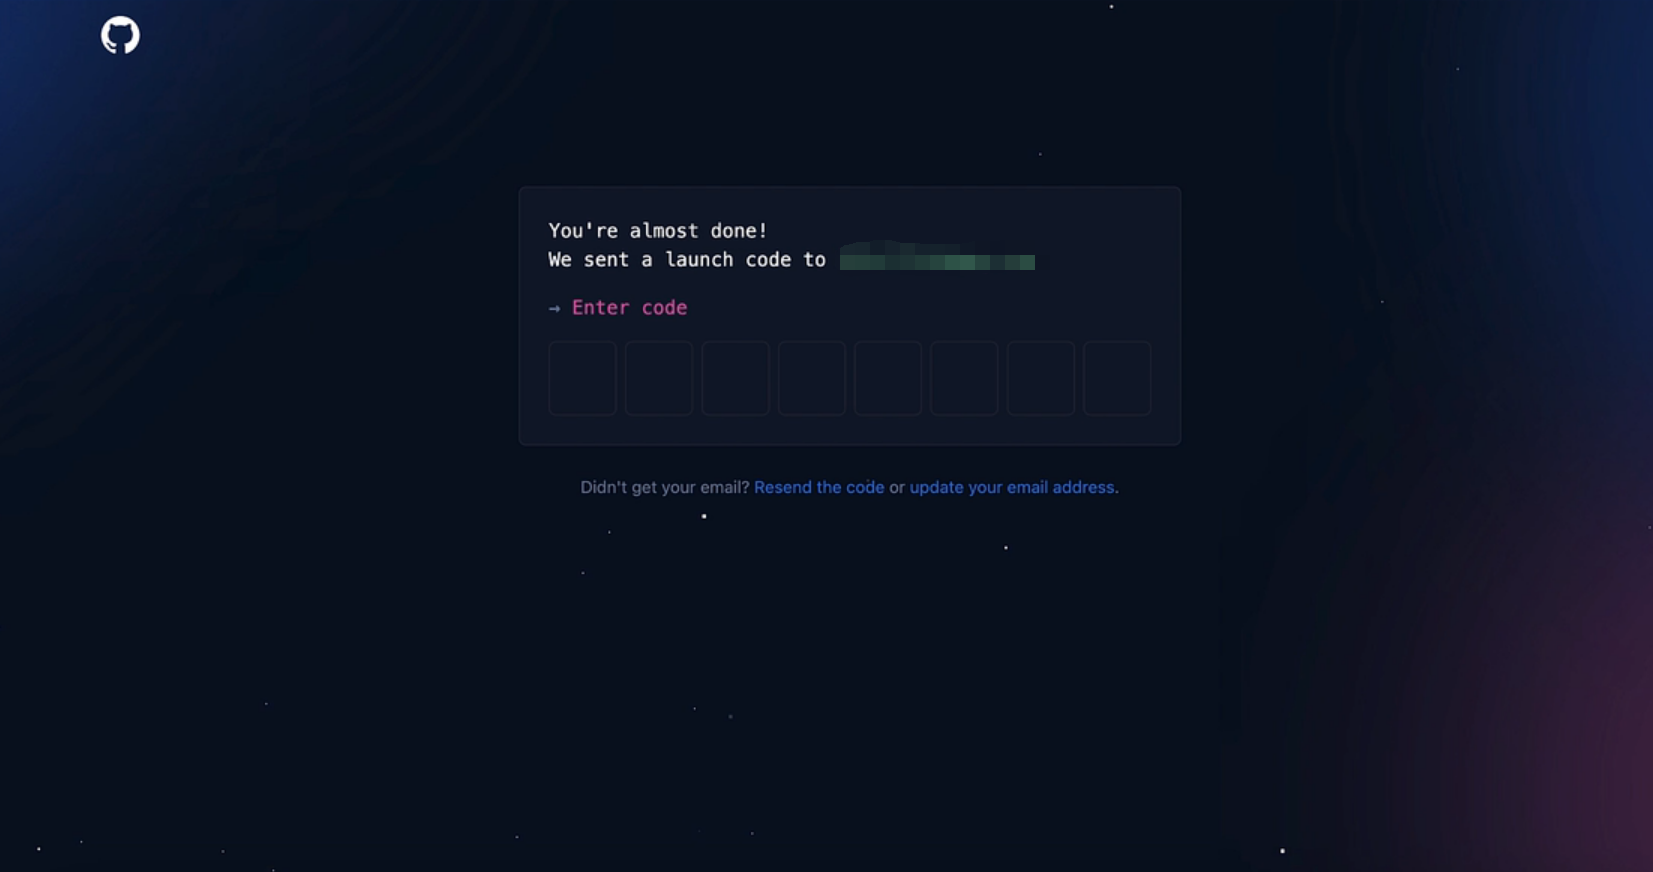 You're almost done!
We sent a launch code to
→ Enter code
Didn't get your email? Resend the code or update your email address.